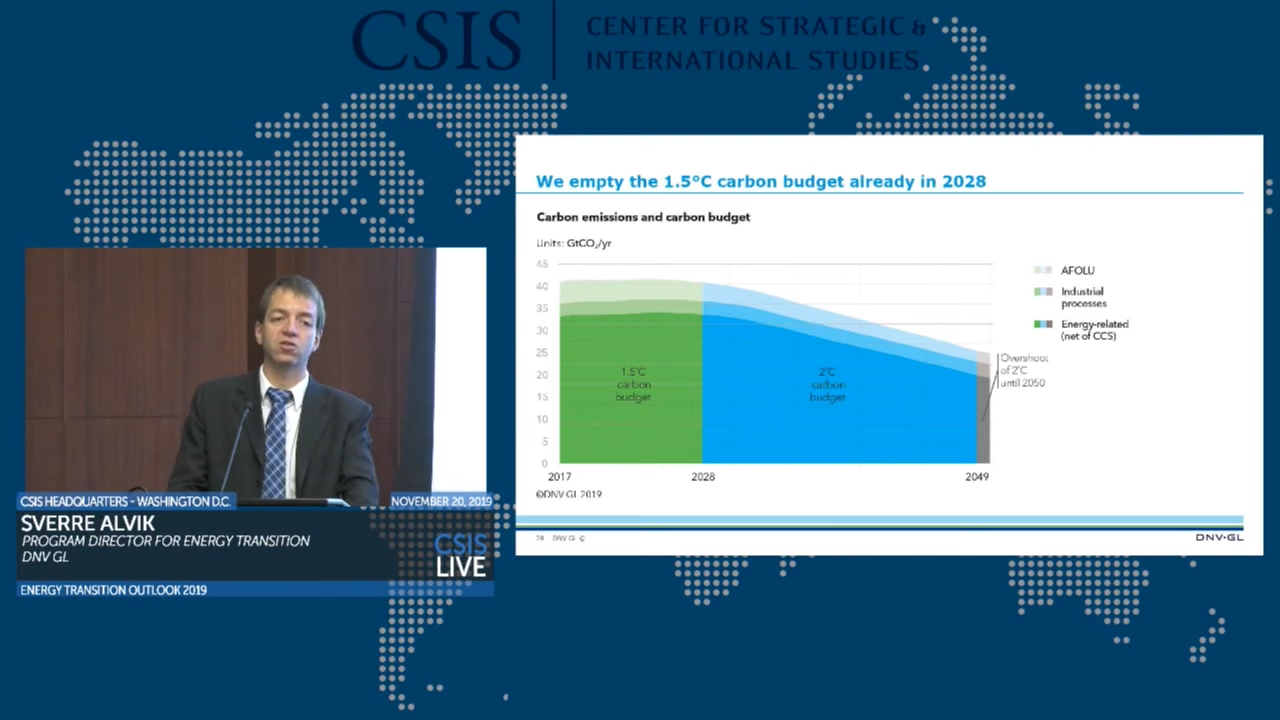 CSIS
CENTER FOR STRATEGIC &
INTERNATIONAL STUDIES
We empty the 1.5°C carbon budget already in 2028
Carbon emissions and carbon budget
Units: GtCO₂/yr
45
40
35
30
25
20
15
10
5
0
1.5°C
carbon
budget
2°C
carbon
budget
2017
2028
2049
AFOLU
Industrial
processes
Energy-related
(net of CCS)
Overshoot
of 2°C
until 2050
©DNV GL 2019
DNV GL ©
DNV·GL
CSIS HEADQUARTERS - WASHINGTON D.C.
NOVEMBER 20, 2019
SVERRE ALVIK
PROGRAM DIRECTOR FOR ENERGY TRANSITION
DNV GL
CSIS
LIVE
ENERGY TRANSITION OUTLOOK 2019